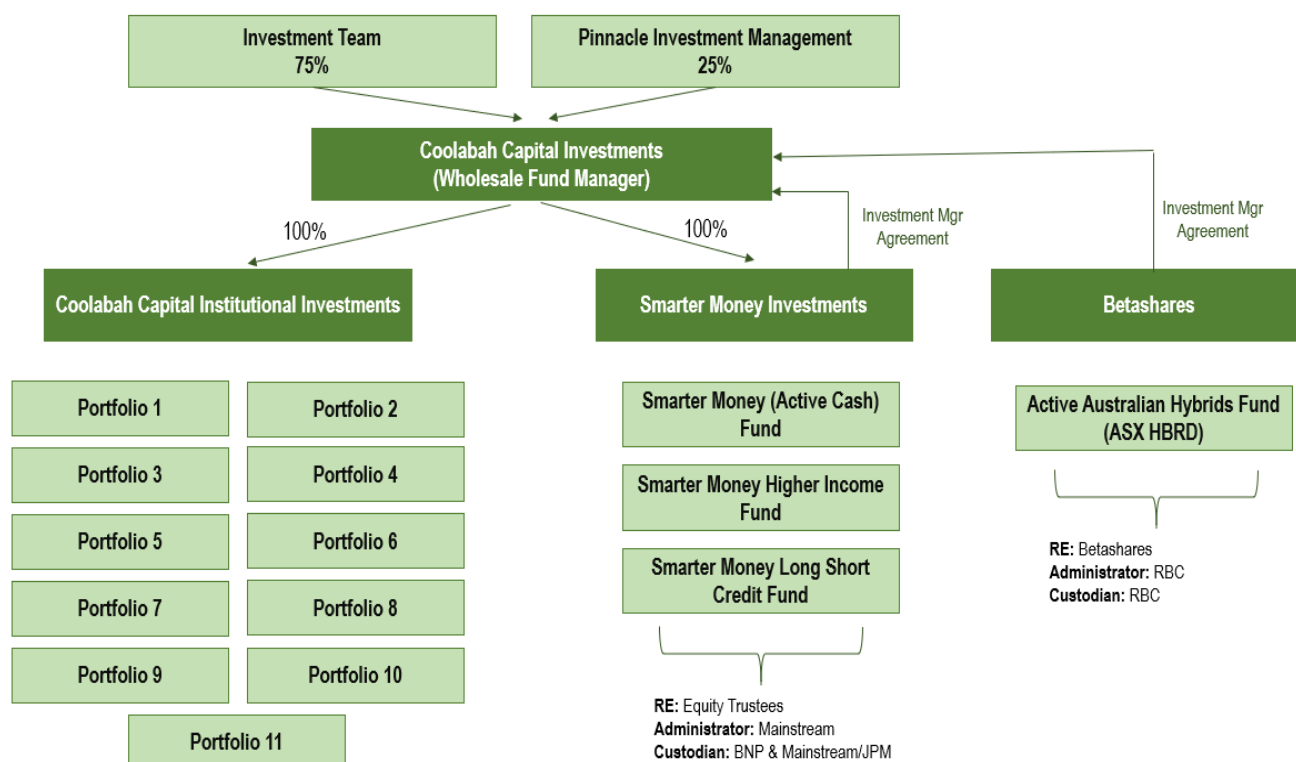 Investment Team
75%
Pinnacle Investment Management
25%
Coolabah Capital Investments
(Wholesale Fund Manager)
100%
100%
Investment Mgr
Agreement
Investment Mgr
Agreement
Coolabah Capital Institutional Investments
Smarter Money Investments
Betashares
Portfolio 1
Portfolio 2
Portfolio 3
Portfolio 4
Portfolio 5
Portfolio 6
Portfolio 7
Portfolio 8
Portfolio 9
Portfolio 10
Portfolio 11
Smarter Money (Active Cash)
Fund
Smarter Money Higher Income
Fund
Smarter Money Long Short
Credit Fund
RE: Equity Trustees
Administrator: Mainstream
Custodian: BNP & Mainstream/JPM
Active Australian Hybrids Fund
(ASX HBRD)
RE: Betashares
Administrator: RBC
Custodian: RBC